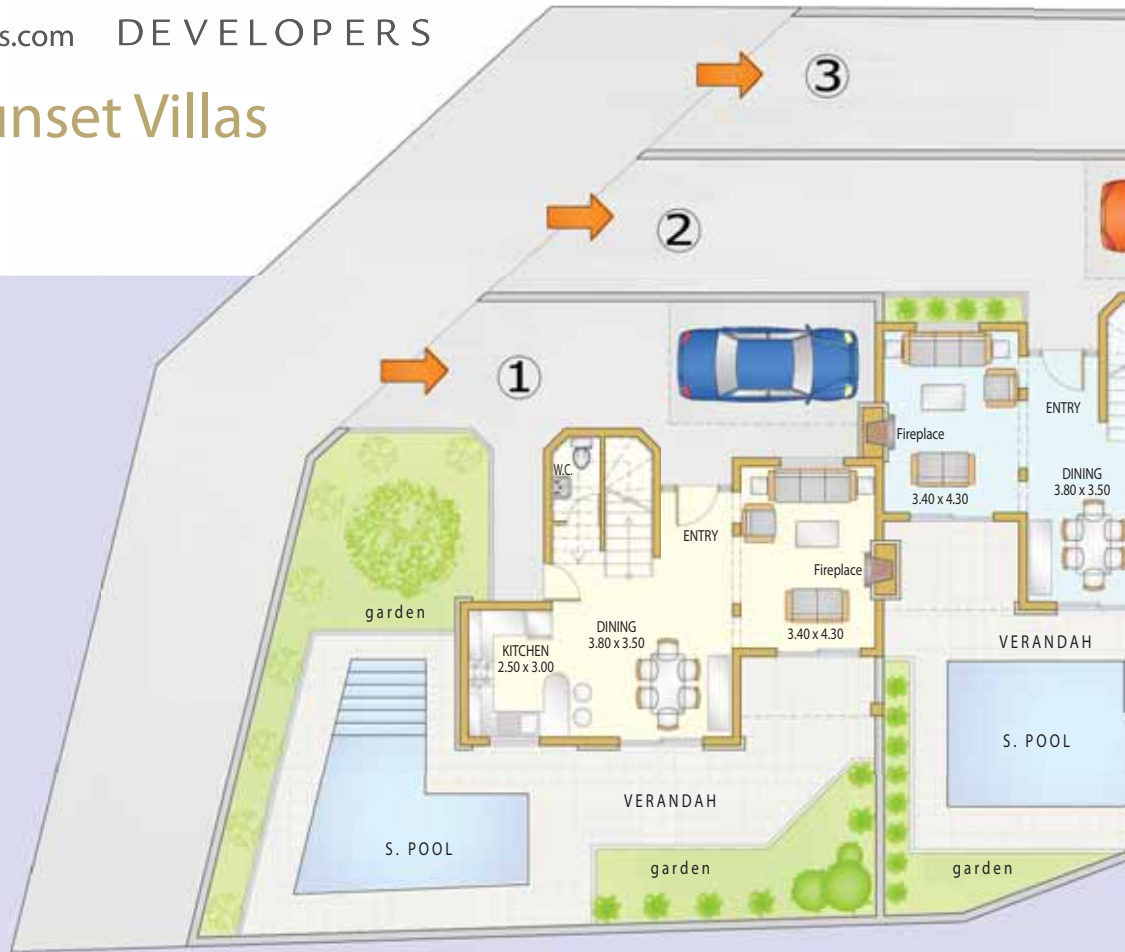 s.com DEVELOPERS
unset Villas
③
②
①
W.C.
ENTRY
Fireplace
3.40 x 4.30
DINING
3.80 x 3.50
KITCHEN
2.50 x 3.00
garden
S. POOL
VERANDAH
garden
Fireplace
3.40 x 4.30
ENTRY
DINING
3.80 x 3.50
VERANDAH
S. POOL
garden